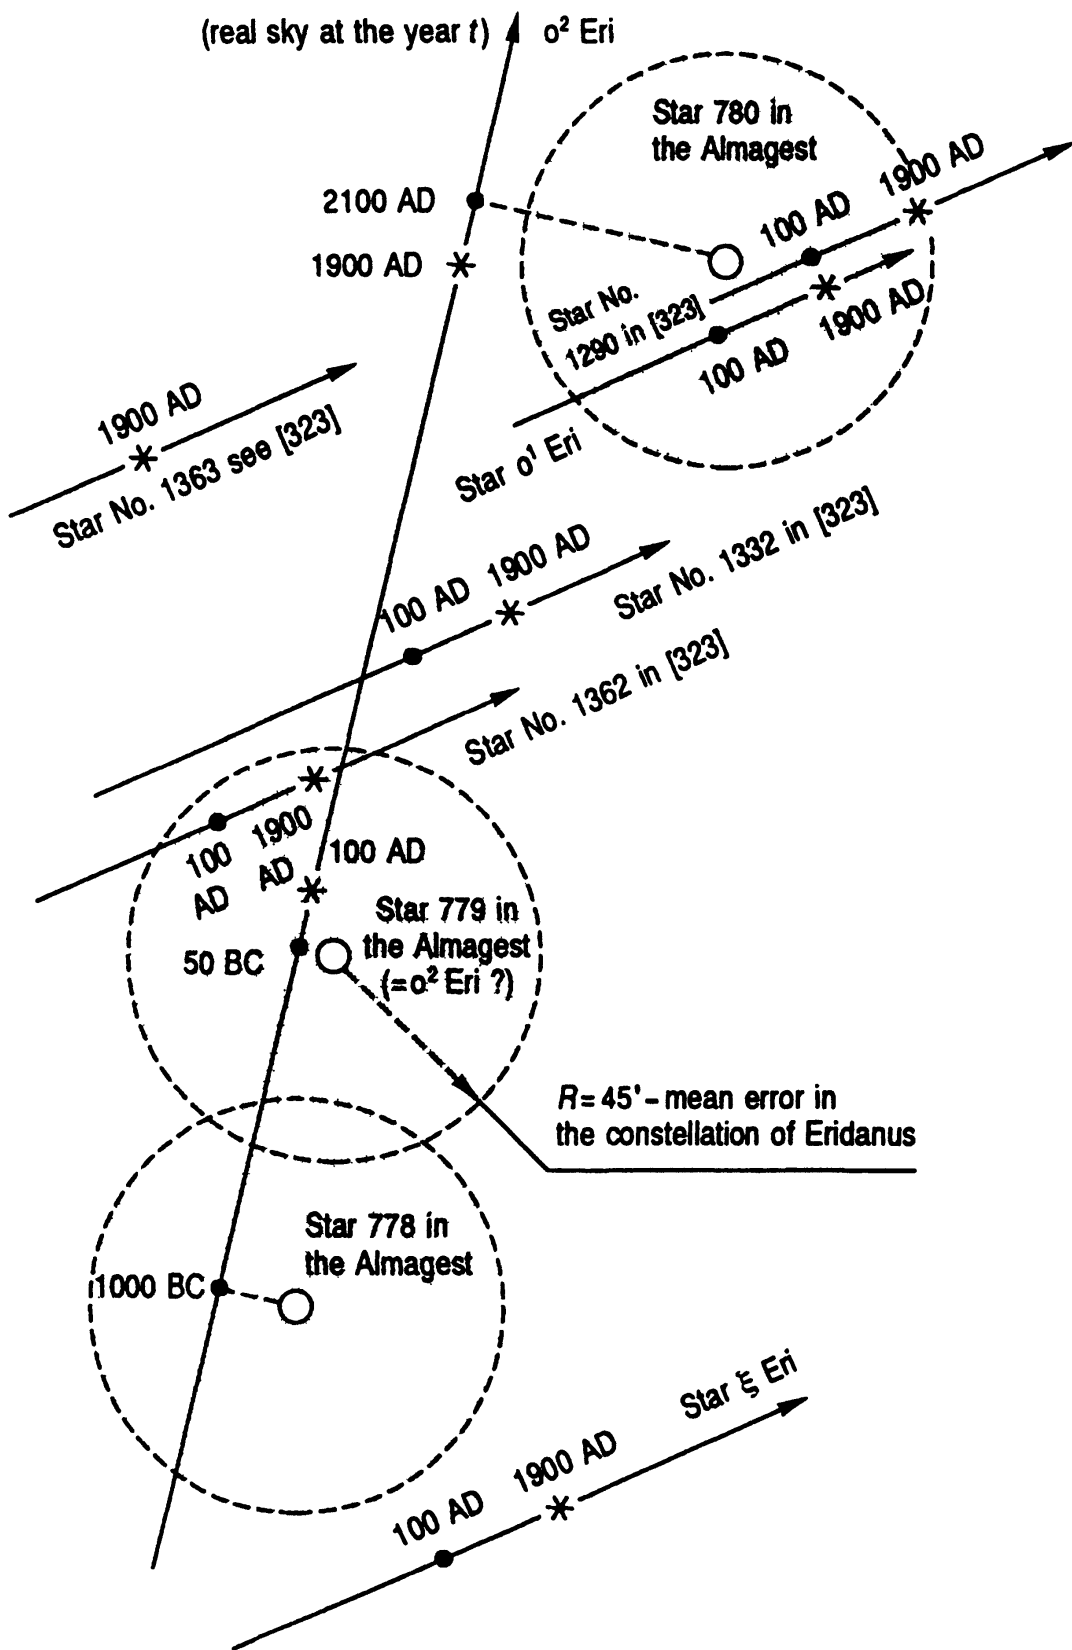 (real sky at the year t)
o² Eri
Star 780 in
the Almagest
1900 AD
2100 AD
100 AD
1900 AD
Star No.
1290 in [323]
1900 AD
100 AD
1900 AD
Star No. 1363 see [323]
Star o¹ Eri
1900 AD
100 AD
Star No. 1332 in [323]
Star No. 1362 in [323]
100
AD
1900
AD
100 AD
Star 779 in
the Almagest
(=o² Eri ?)
50 BC
R=45'-mean error in
the constellation of Eridanus
Star 778 in
the Almagest
1000 BC
Star ξ Eri
1900 AD
100 AD